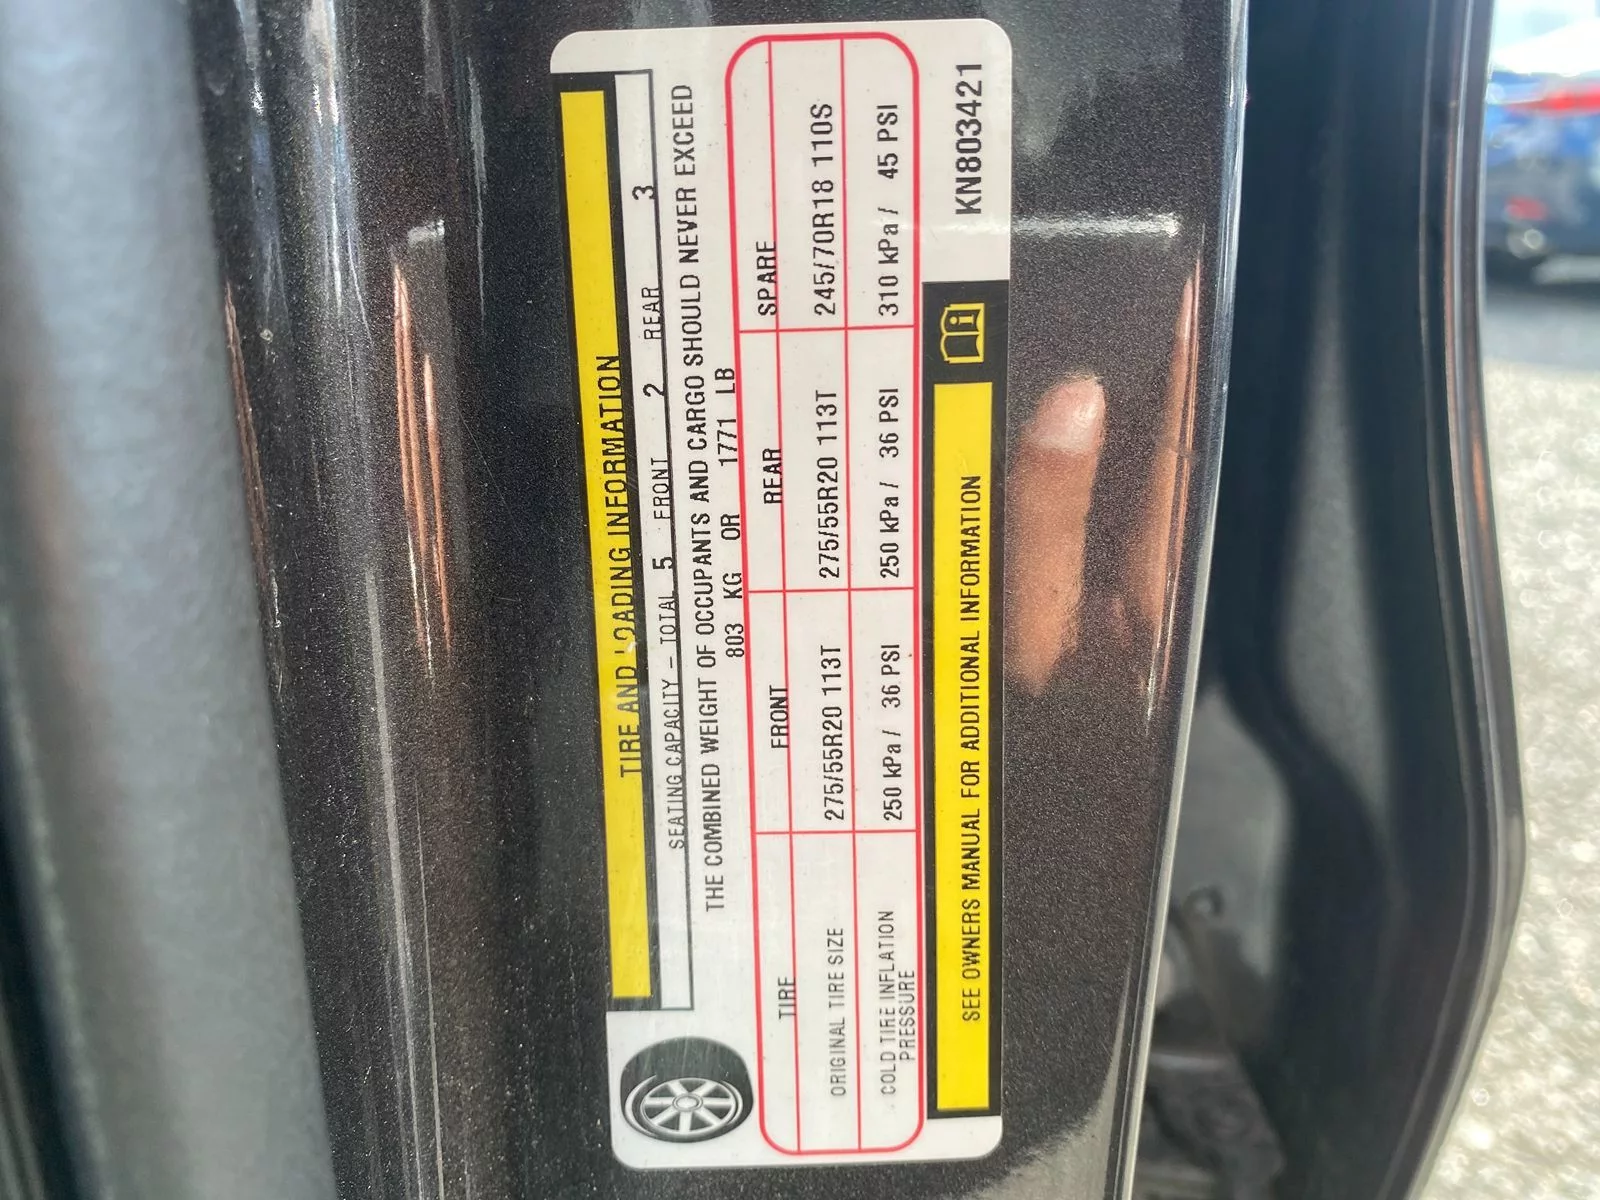 TIRE AND LOADING INFORMATION
SEATING CAPACITY - TOTAL 5 FRONT 2 REAR 3
THE COMBINED WEIGHT OF OCCUPANTS AND CARGO SHOULD NEVER EXCEED
803 KG OR 1771 LB
TIRE FRONT REAR SPARE
ORIGINAL TIRE SIZE 275/55R20 113T 275/55R20 113T 245/70R18 110S
COLD TIRE INFLATION PRESSURE 250 kPa / 36 PSI 250 kPa / 36 PSI 310 kPa / 45 PSI
SEE OWNERS MANUAL FOR ADDITIONAL INFORMATION
KN803421